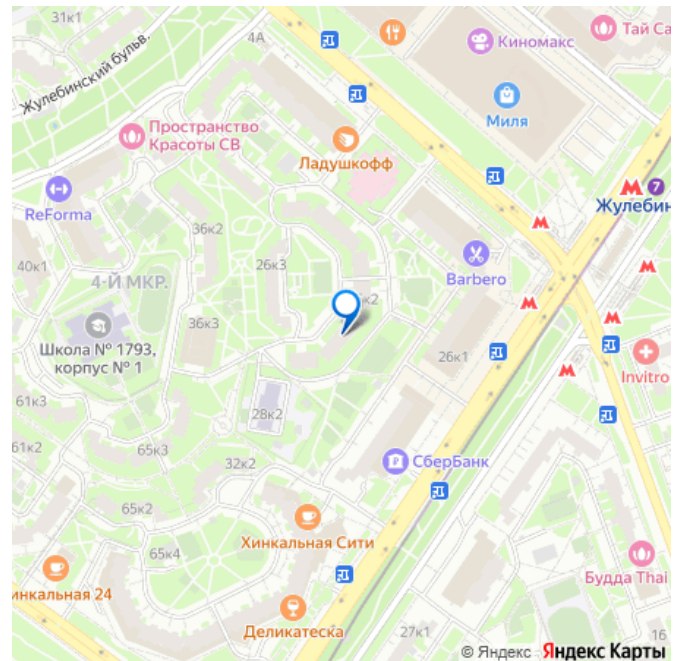 31к1
4А
Тай Са
Киномакс
Жулебинский бульв.
Миля
Пространство
Красоты СВ
Ладушкофф
ReForma
7
Жулебин
36к2
40к1
26к3
Barbero
4-Й МКР.
к2
Школа № 1793,
корпус № 1
36к3
26к1
Invitro
61к3
28к2
61к2
65к3
32к2
СберБанк
65к2
Хинкальная Сити
65к4
инкальная 24
Будда Thai
Деликатеска
27к1
16
© Яндекс Яндекс Карты